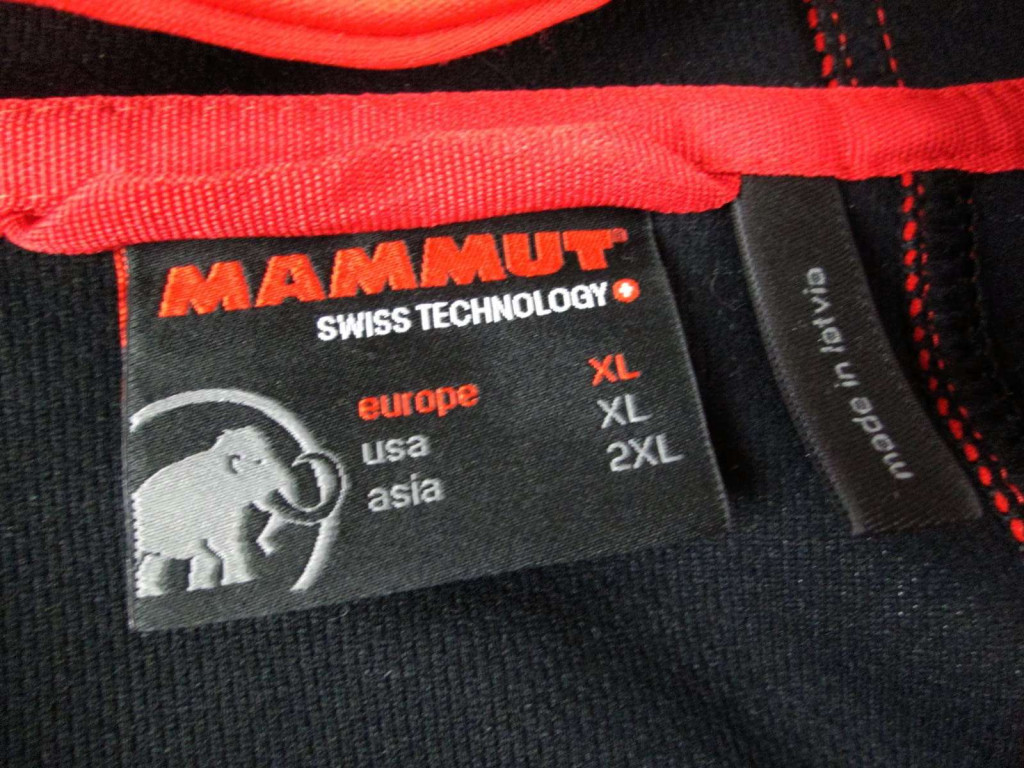 MAMMUT
SWISS TECHNOLOGY
europe XL
usa XL
asia 2XL
made in latvia